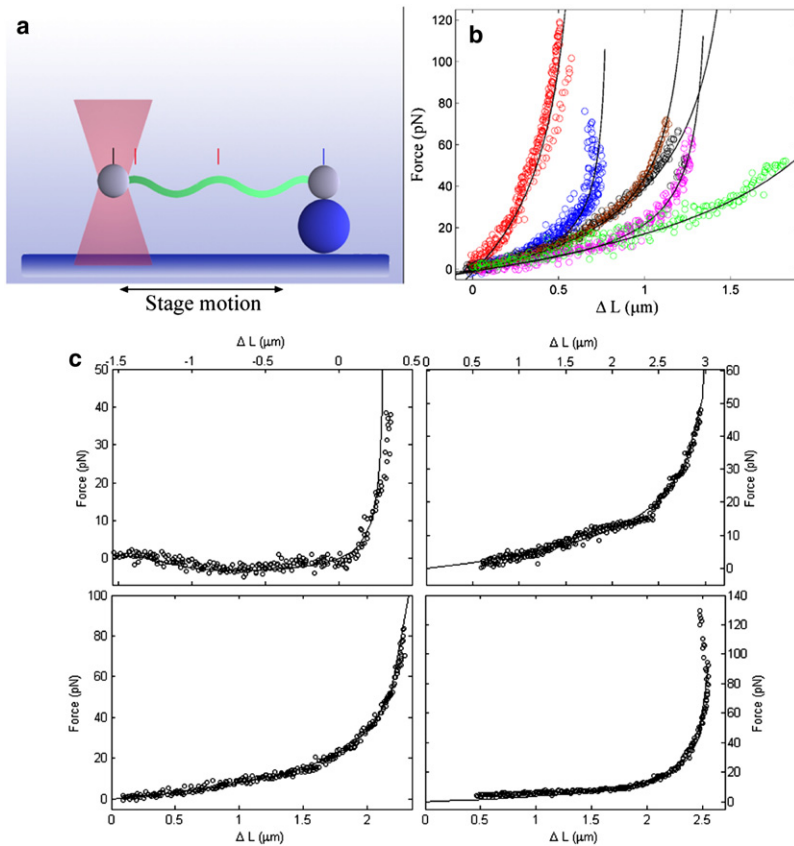 a
Stage motion
b
Force (pN)
120
100
80
60
40
20
0
0 0.5 1 1.5
Δ L (μm)
c
Δ L (μm)
-1.5 -1 -0.5 0 0.5
Force (pN)
50
40
30
20
10
0
Δ L (μm)
0 0.5 1 1.5 2 2.5 3
60
50
40
30
20
10
0
Force (pN)
100
80
60
40
20
0
Force (pN)
0 0.5 1 1.5 2
Δ L (μm)
140
120
100
80
60
40
20
0
Force (pN)
0 0.5 1 1.5 2 2.5
Δ L (μm)